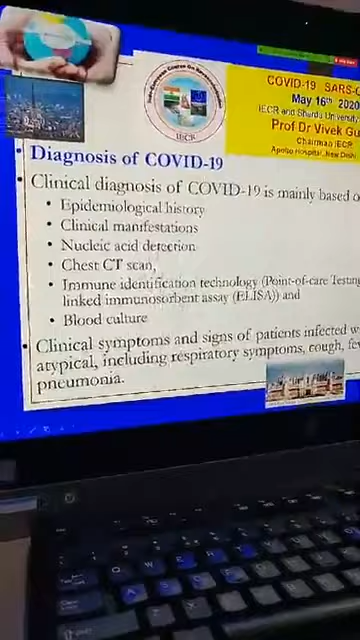 COVID-19 SARS-C
May 16th 2020
IECR and Sharda University
Prof Dr Vivek Gu
Chairman IECR
Apollo Hospital, New Delhi
IECR
Diagnosis of COVID-19
Clinical diagnosis of COVID-19 is mainly based o
Epidemiological history
Clinical manifestations
Nucleic acid detection
Chest CT scan,
Immune identification technology (Point-of-care Testing
linked immunosorbent assay (ELISA)) and
Blood culture
Clinical symptoms and signs of patients infected w
atypical, including respiratory symptoms, cough, fev
pneumonia.